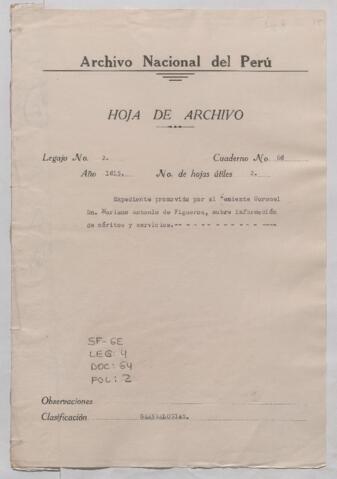 Archivo Nacional del Perú
HOJA DE ARCHIVO
Legajo No. 2. Cuaderno No. 66
Año 1815. No. de hojas útiles 2.
Expediente promovido por el Teniente Coronel
Dn. Mariano Antonio de Figueroa, sobre información
de méritos y servicios.- - - - - - - - - - - - - -
SF-GE
LEG: 4
DOC: 64
FOL: 2
Observaciones
Clasificación